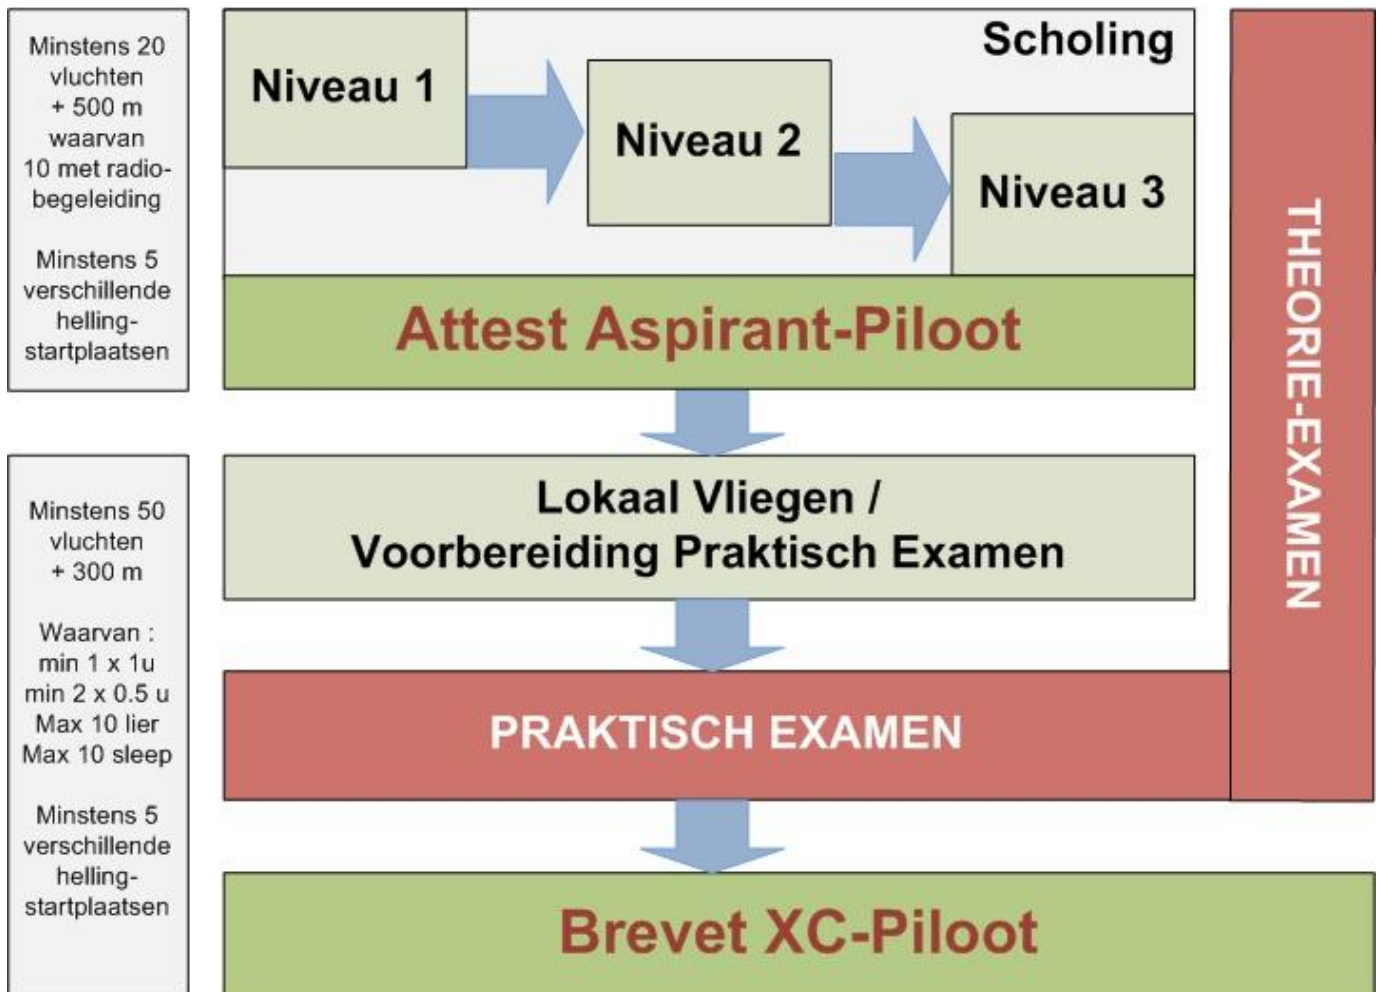 Minstens 20
vluchten
+ 500 m
waarvan
10 met radio-
begeleiding
Minstens 5
verschillende
helling-
startplaatsen
Scholing
Niveau 1
Niveau 2
Niveau 3
Attest Aspirant-Piloot
THEORIE-EXAMEN
Minstens 50
vluchten
+ 300 m
Waarvan :
min 1 x 1u
min 2 x 0.5 u
Max 10 lier
Max 10 sleep
Minstens 5
verschillende
helling-
startplaatsen
Lokaal Vliegen /
Voorbereiding Praktisch Examen
PRAKTISCH EXAMEN
Brevet XC-Piloot